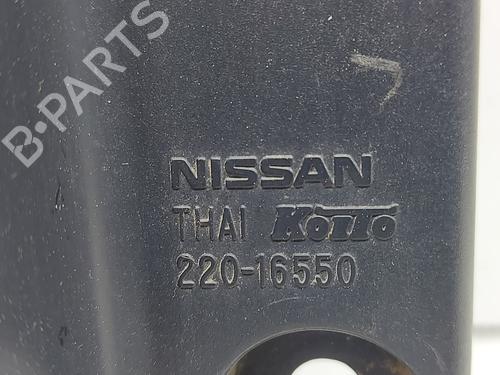 B-PARTS
NISSAN
THAI KOITO
220-16550